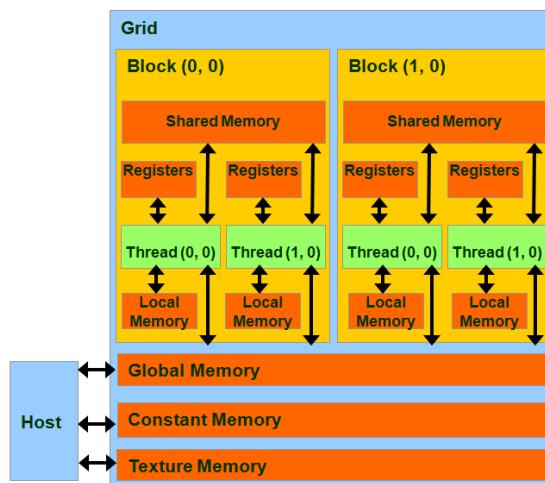 Grid
Block (0, 0)
Block (1, 0)
Shared Memory
Shared Memory
Registers
Registers
Registers
Registers
Thread (0, 0)
Thread (1, 0)
Thread (0, 0)
Thread (1, 0)
Local
Memory
Local
Memory
Local
Memory
Local
Memory
Host
Global Memory
Constant Memory
Texture Memory